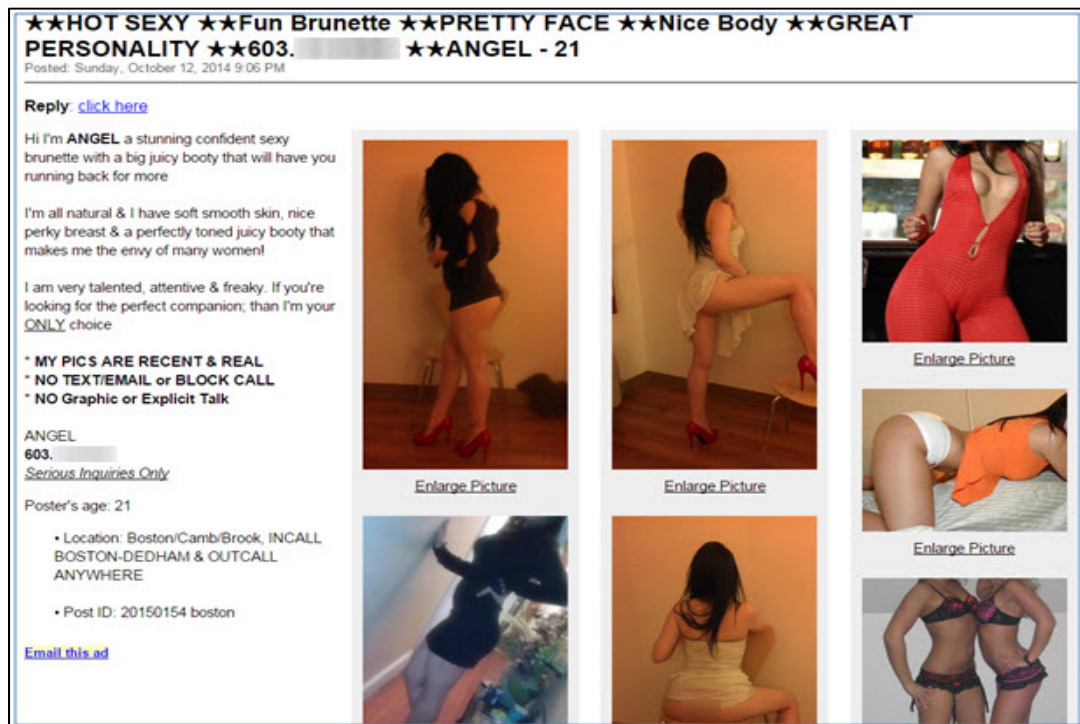 ★★HOT SEXY ★★Fun Brunette ★★PRETTY FACE ★★Nice Body ★★GREAT
PERSONALITY ★★603. ★★ANGEL - 21
Posted: Sunday, October 12, 2014 9:06 PM
Reply: click here
Hi I'm ANGEL a stunning confident sexy
brunette with a big juicy booty that will have you
running back for more
I'm all natural & I have soft smooth skin, nice
perky breast & a perfectly toned juicy booty that
makes me the envy of many women!
I am very talented, attentive & freaky. If you're
looking for the perfect companion; than I'm your
ONLY choice
* MY PICS ARE RECENT & REAL
* NO TEXT/EMAIL or BLOCK CALL
* NO Graphic or Explicit Talk
ANGEL
603.
Serious Inquiries Only
Poster's age: 21
• Location: Boston/Camb/Brook, INCALL
BOSTON-DEDHAM & OUTCALL
ANYWHERE
• Post ID: 20150154 boston
Email this ad
Enlarge Picture
Enlarge Picture
Enlarge Picture
Enlarge Picture